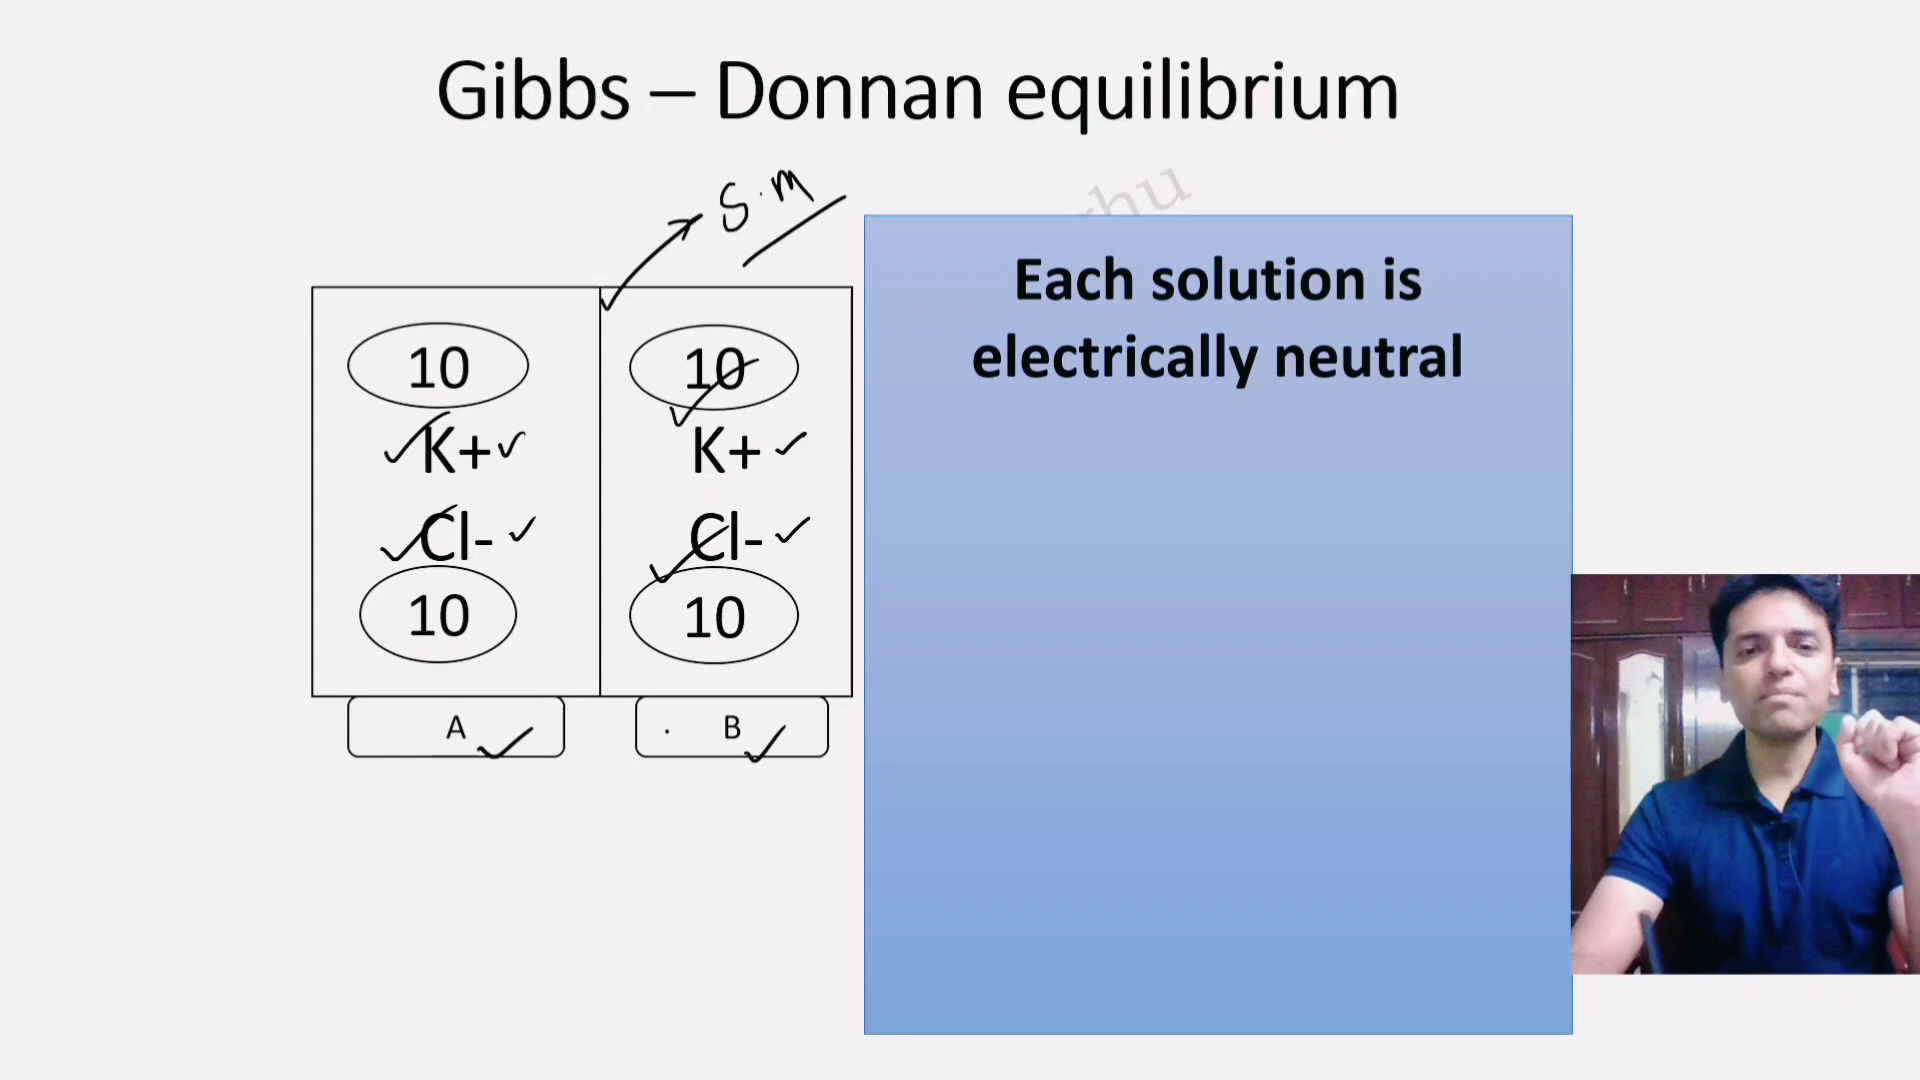 Gibbs – Donnan equilibrium
S.M
Each solution is
electrically neutral
10
10
K+
K+
Cl-
Cl-
10
10
A
B